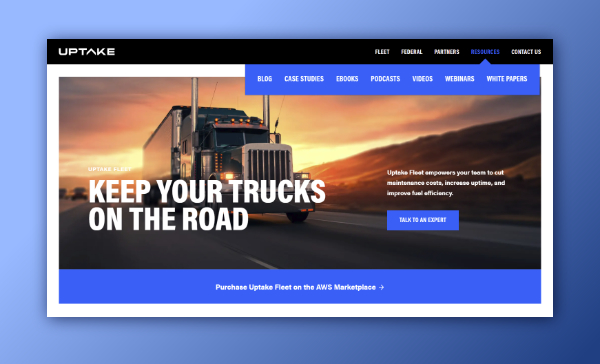 UPTAKE
FLEET FEDERAL PARTNERS RESOURCES CONTACT US
BLOG CASE STUDIES EBOOKS PODCASTS VIDEOS WEBINARS WHITE PAPERS
UPTAKE FLEET
KEEP YOUR TRUCKS
ON THE ROAD
Uptake Fleet empowers your team to cut
maintenance costs, increase uptime, and
improve fuel efficiency.
TALK TO AN EXPERT
Purchase Uptake Fleet on the AWS Marketplace →